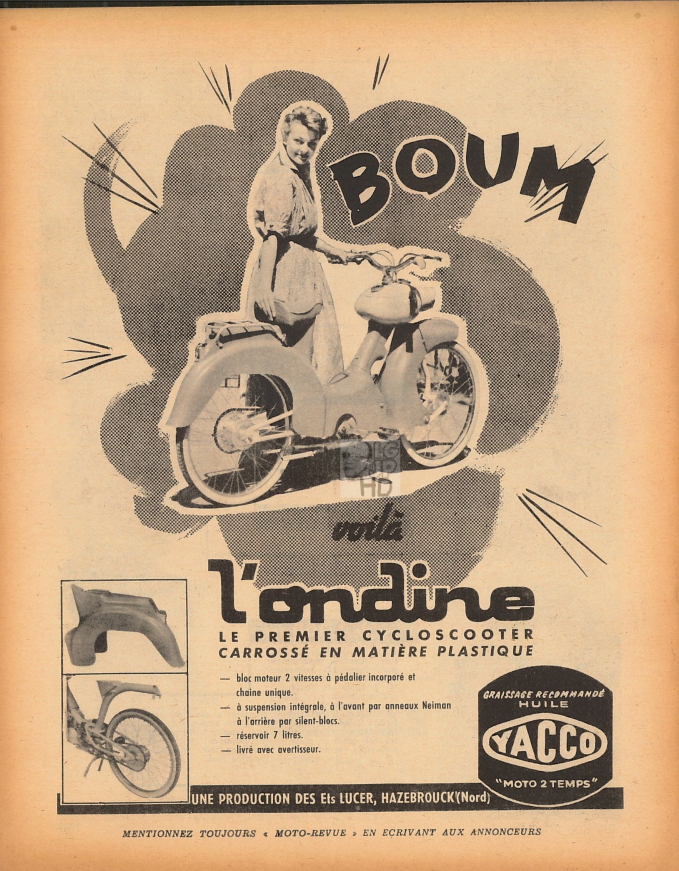 BOUM
voilà
l'ondine
LE PREMIER CYCLOSCOOTER
CARROSSÉ EN MATIÈRE PLASTIQUE
— bloc moteur 2 vitesses à pédalier incorporé et
chaine unique.
— à suspension intégrale, à l'avant par anneaux Neiman
à l'arrière par silent-blocs.
— réservoir 7 litres.
— livré avec avertisseur.
GRAISSAGE RECOMMANDÉ
HUILE
YACCO
"MOTO 2 TEMPS"
UNE PRODUCTION DES Ets LUCER, HAZEBROUCK (Nord)
MENTIONNEZ TOUJOURS « MOTO-REVUE » EN ECRIVANT AUX ANNONCEURS